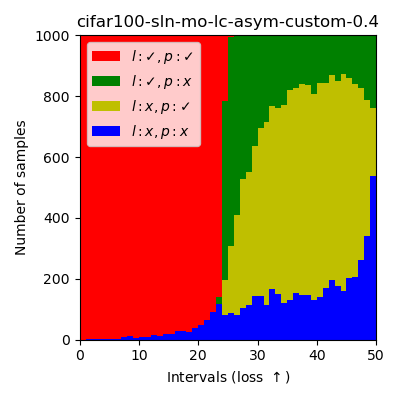 cifar100-sln-mo-lc-asym-custom-0.4
1000
800
600
400
200
0
Number of samples
l : ✓, p : ✓
l : ✓, p : x
l : x, p : ✓
l : x, p : x
0 10 20 30 40 50
Intervals (loss ↑)